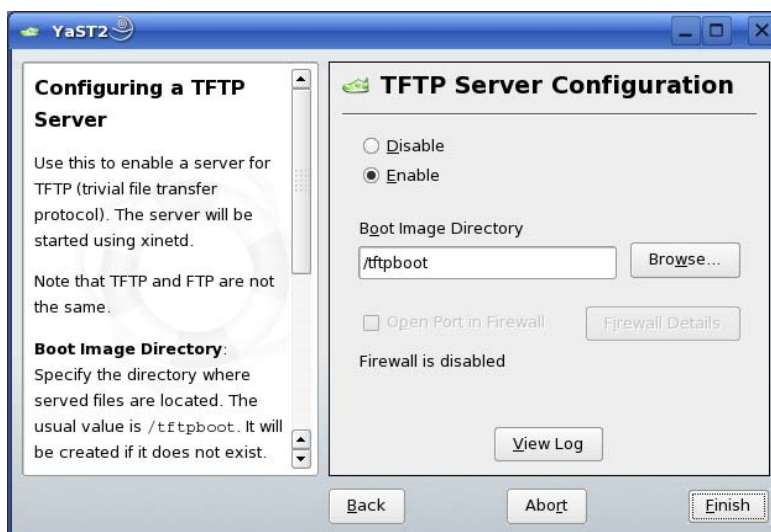 YaST2
Configuring a TFTP
Server
Use this to enable a server for
TFTP (trivial file transfer
protocol). The server will be
started using xinetd.
Note that TFTP and FTP are not
the same.
Boot Image Directory:
Specify the directory where
served files are located. The
usual value is /tftpboot. It will
be created if it does not exist.
TFTP Server Configuration
Disable
Enable
Boot Image Directory
/tftpboot
Browse...
Open Port in Firewall
Firewall Details
Firewall is disabled
View Log
Back
Abort
Finish